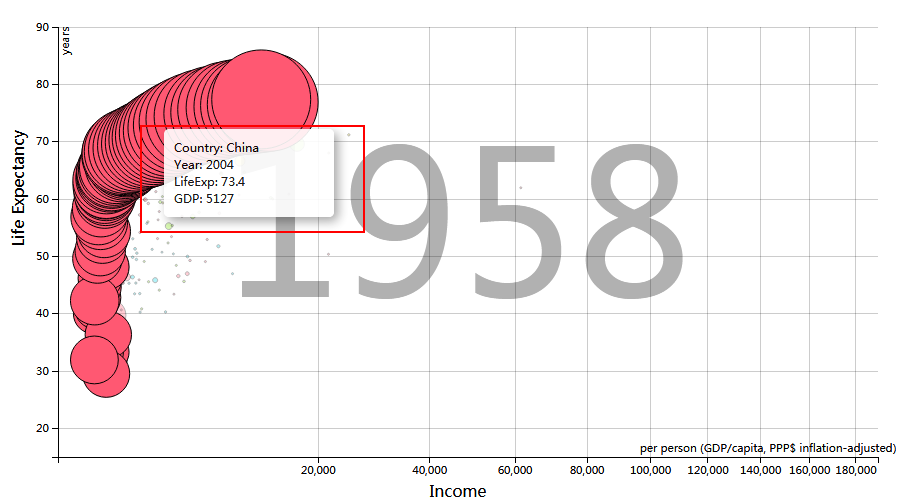 90
years
80
70
60
50
40
30
20
Life Expectancy
1958
Country: China
Year: 2004
LifeExp: 73.4
GDP: 5127
per person (GDP/capita, PPP$ inflation-adjusted)
20,000 40,000 60,000 80,000 100,000 120,000 140,000 160,000 180,000
Income